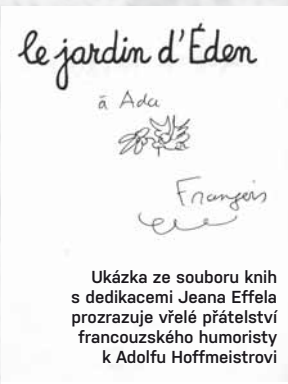 le jardin d'Éden
à Ada
François
Ukázka ze souboru knih
s dedikacemi Jeana Effela
prozrazuje vřelé přátelství
francouzského humoristy
k Adolfu Hoffmeistrovi